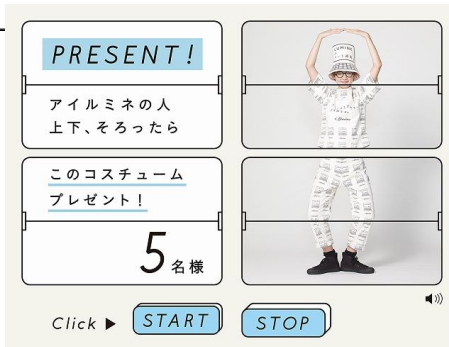 PRESENT!
アイルミネの人
上下、そろったら
このコスチューム
プレゼント！
5名様
Click ▶ START STOP